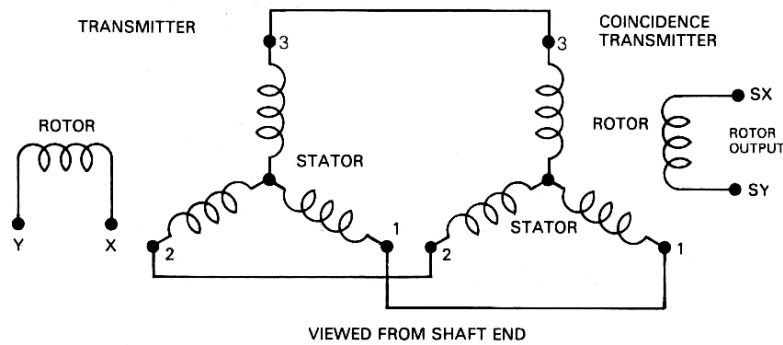 TRANSMITTER
COINCIDENCE
TRANSMITTER
3
3
ROTOR
STATOR
ROTOR
SX
ROTOR
OUTPUT
SY
Y
X
2
1
2
STATOR
1
VIEWED FROM SHAFT END